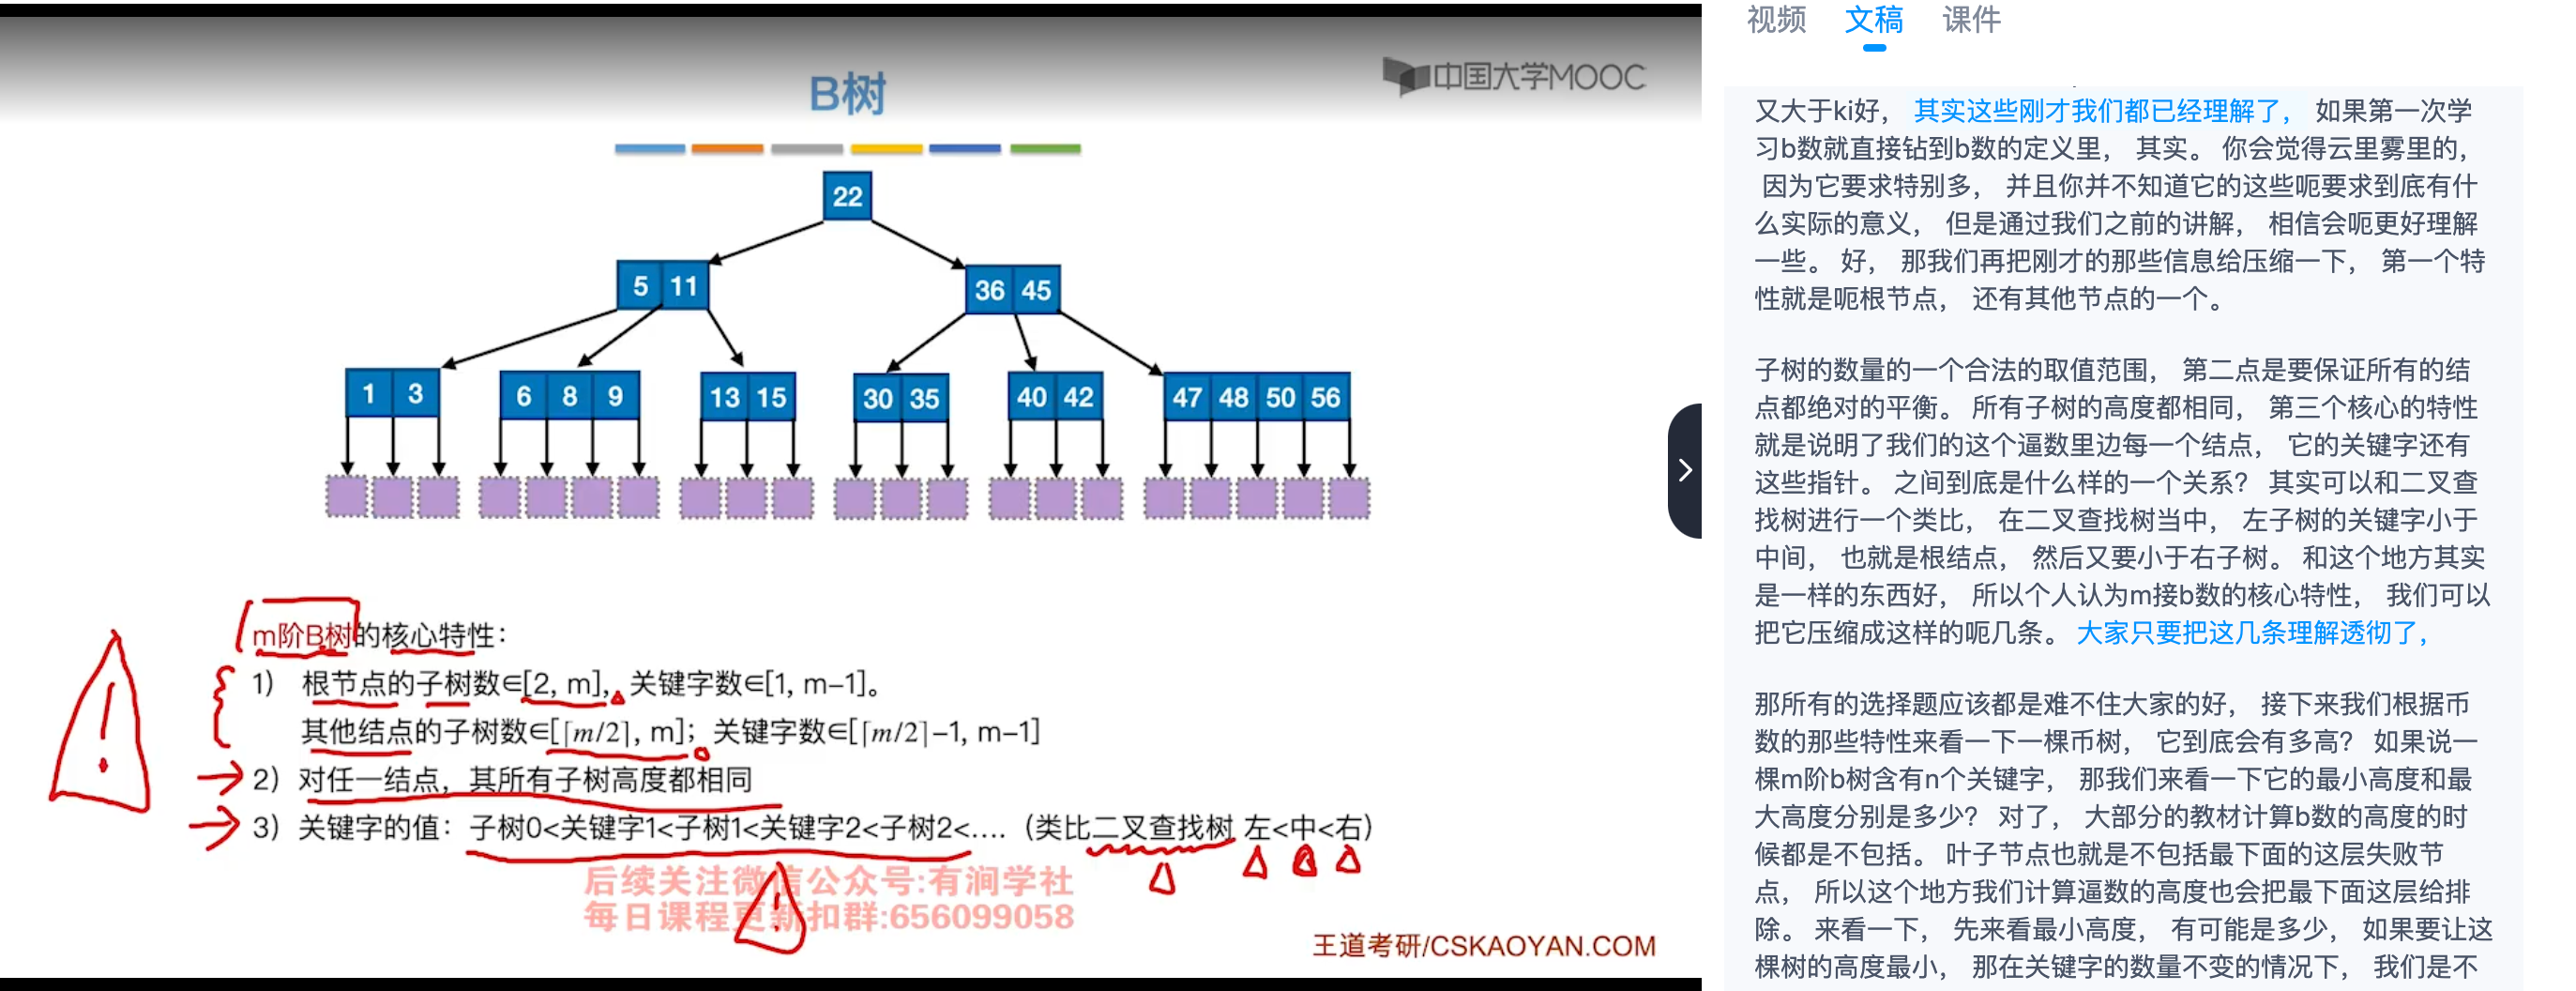 中国大学MOOC
B树
22
5 11
36 45
1 3
6 8 9
13 15
30 35
40 42
47 48 50 56
m阶B树的核心特性：
1) 根节点的子树数∈[2, m]，关键字数∈[1, m-1]。
其他结点的子树数∈[⌈m/2⌉, m]；关键字数∈[⌈m/2⌉-1, m-1]
2) 对任一结点，其所有子树高度都相同
3) 关键字的值：子树0<关键字1<子树1<关键字2<子树2<…. (类比二叉查找树 左<中<右)
后续关注微信公众号:有涧学社
每日课程更新扣群:656099058
王道考研/CSKAOYAN.COM
视频 文稿 课件
又大于ki好， 其实这些刚才我们都已经理解了， 如果第一次学
习b数就直接钻到b数的定义里， 其实。 你会觉得云里雾里的，
因为它要求特别多， 并且你并不知道它的这些呃要求到底有什
么实际的意义， 但是通过我们之前的讲解， 相信会呃更好理解
一些。 好， 那我们再把刚才的那些信息给压缩一下， 第一个特
性就是呃根节点， 还有其他节点的一个。
子树的数量的一个合法的取值范围， 第二点是要保证所有的结
点都绝对的平衡。 所有子树的高度都相同， 第三个核心的特性
就是说明了我们的这个逼数里边每一个结点， 它的关键字还有
这些指针。 之间到底是什么样的一个关系？ 其实可以和二叉查
找树进行一个类比， 在二叉查找树当中， 左子树的关键字小于
中间， 也就是根结点， 然后又要小于右子树。 和这个地方其实
是一样的东西好， 所以个人认为m接b数的核心特性， 我们可以
把它压缩成这样的呃几条。 大家只要把这几条理解透彻了，
那所有的选择题应该都是难不住大家的好， 接下来我们根据币
数的那些特性来看一下一棵币树， 它到底会有多高？ 如果说一
棵m阶b树含有n个关键字， 那我们来看一下它的最小高度和最
大高度分别是多少？ 对了， 大部分的教材计算b数的高度的时
候都是不包括。 叶子节点也就是不包括最下面的这层失败节
点， 所以这个地方我们计算逼数的高度也会把最下面这层给排
除。 来看一下， 先来看最小高度， 有可能是多少， 如果要让这
棵树的高度最小， 那在关键字的数量不变的情况下， 我们是不